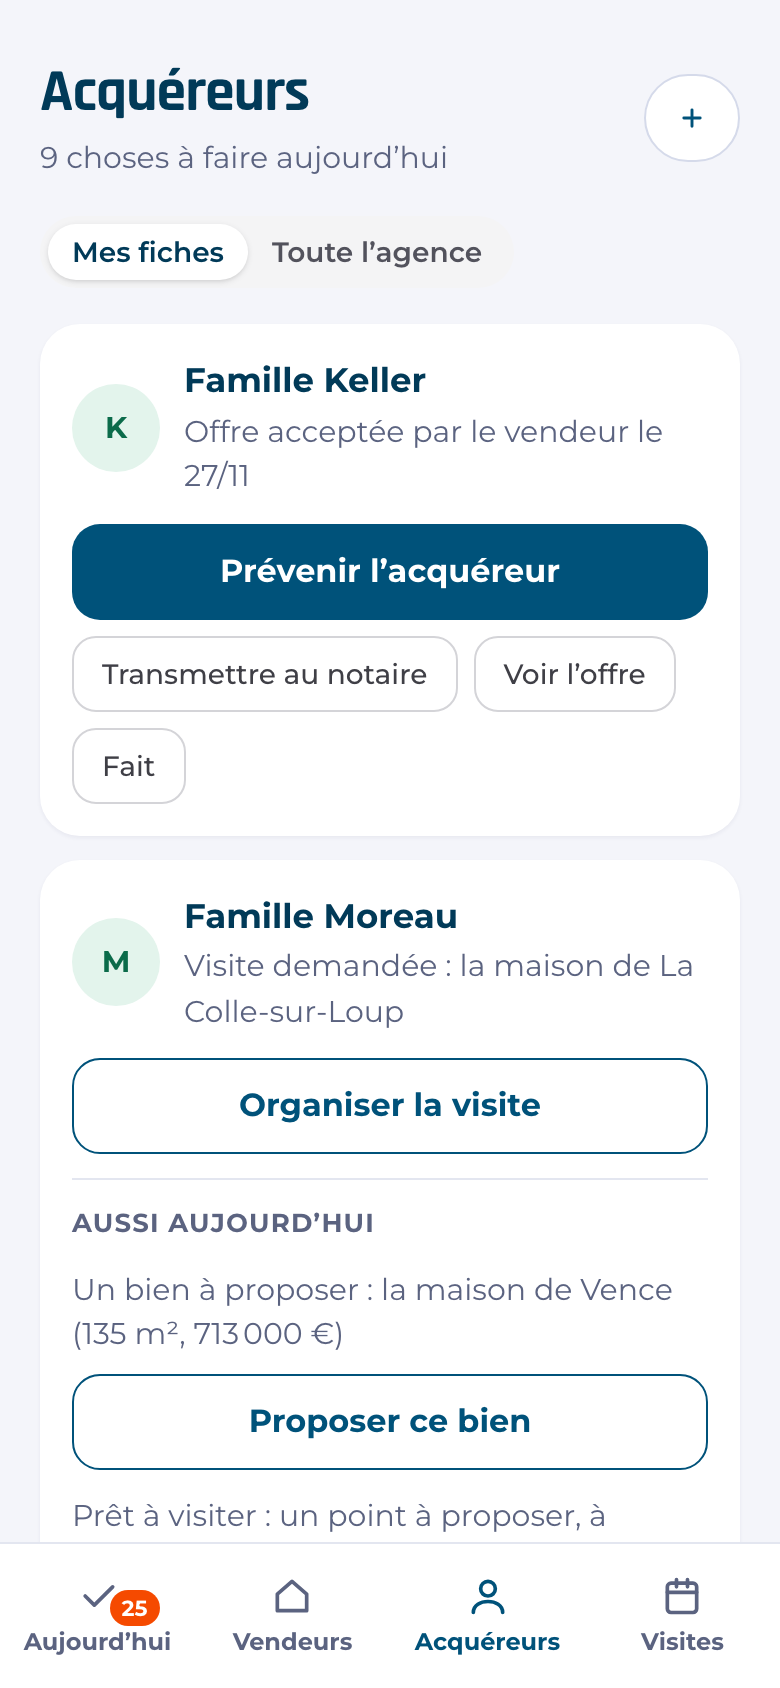 Acquéreurs
9 choses à faire aujourd’hui
+
Mes fiches
Toute l’agence
K
Famille Keller
Offre acceptée par le vendeur le
27/11
Prévenir l’acquéreur
Transmettre au notaire
Voir l’offre
Fait
M
Famille Moreau
Visite demandée : la maison de La
Colle-sur-Loup
Organiser la visite
AUSSI AUJOURD’HUI
Un bien à proposer : la maison de Vence
(135 m², 713 000 €)
Proposer ce bien
Prêt à visiter : un point à proposer, à
25
Aujourd’hui
Vendeurs
Acquéreurs
Visites